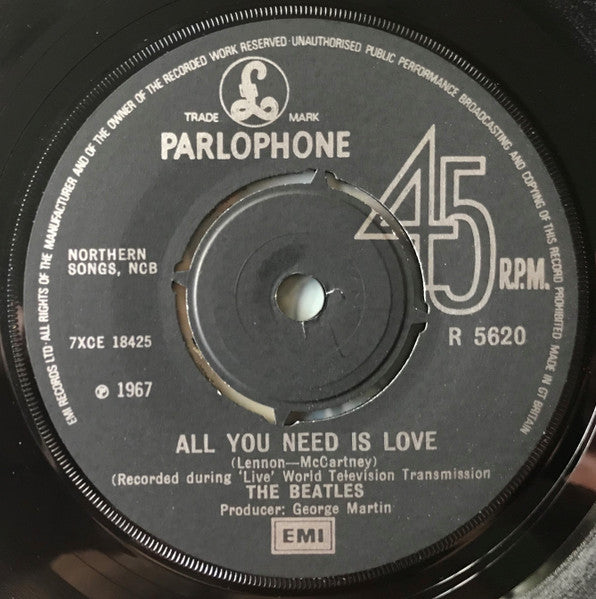 EMI RECORDS LTD·ALL RIGHTS OF THE MANUFACTURER AND OF THE OWNER OF THE RECORDED WORK RESERVED·UNAUTHORISED PUBLIC PERFORMANCE BROADCASTING AND COPYING OF THIS RECORD PROHIBITED MADE IN GT BRITAIN
£
TRADE MARK
PARLOPHONE
45 R.P.M.
NORTHERN
SONGS, NCB
7XCE 18425
R 5620
℗ 1967
ALL YOU NEED IS LOVE
(Lennon—McCartney)
(Recorded during 'Live' World Television Transmission
THE BEATLES
Producer: George Martin
EMI